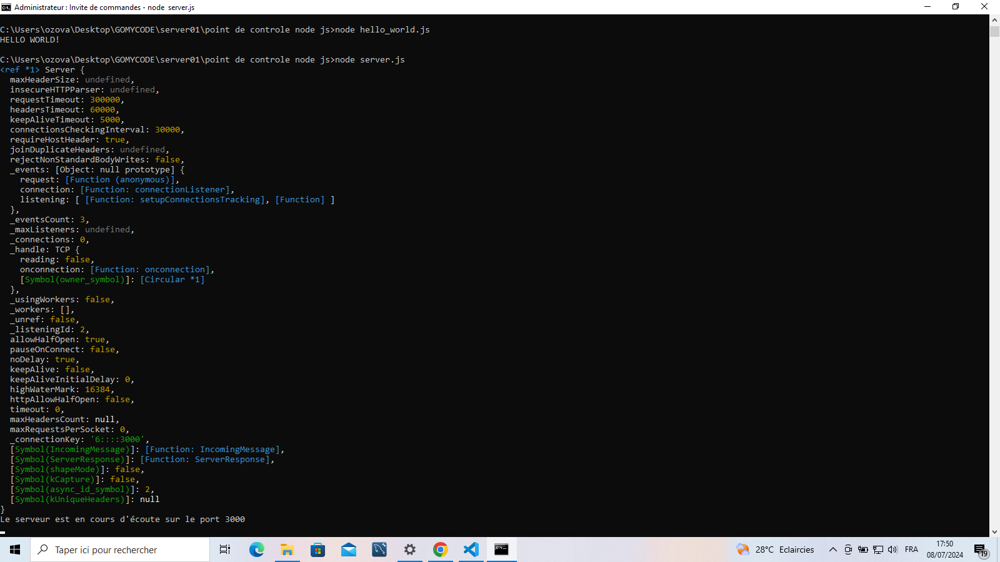 Administrateur : Invite de commandes - node  server.js
C:\Users\ozova\Desktop\GOMYCODE\server01\point de controle node js>node hello_world.js
HELLO WORLD!
C:\Users\ozova\Desktop\GOMYCODE\server01\point de controle node js>node server.js
<ref *1> Server {
  maxHeaderSize: undefined,
  insecureHTTPParser: undefined,
  requestTimeout: 300000,
  headersTimeout: 60000,
  keepAliveTimeout: 5000,
  connectionsCheckingInterval: 30000,
  requireHostHeader: true,
  joinDuplicateHeaders: undefined,
  rejectNonStandardBodyWrites: false,
  _events: [Object: null prototype] {
    request: [Function (anonymous)],
    connection: [Function: connectionListener],
    listening: [ [Function: setupConnectionsTracking], [Function] ]
  },
  _eventsCount: 3,
  _maxListeners: undefined,
  _connections: 0,
  _handle: TCP {
    reading: false,
    onconnection: [Function: onconnection],
    [Symbol(owner_symbol)]: [Circular *1]
  },
  _usingWorkers: false,
  _workers: [],
  _unref: false,
  _listeningId: 2,
  allowHalfOpen: true,
  pauseOnConnect: false,
  noDelay: true,
  keepAlive: false,
  keepAliveInitialDelay: 0,
  highWaterMark: 16384,
  httpAllowHalfOpen: false,
  timeout: 0,
  maxHeadersCount: null,
  maxRequestsPerSocket: 0,
  _connectionKey: '6::::3000',
  [Symbol(IncomingMessage)]: [Function: IncomingMessage],
  [Symbol(ServerResponse)]: [Function: ServerResponse],
  [Symbol(shapeMode)]: false,
  [Symbol(kCapture)]: false,
  [Symbol(async_id_symbol)]: 2,
  [Symbol(kUniqueHeaders)]: null
}
Le serveur est en cours d'écoute sur le port 3000
Taper ici pour rechercher
28°C Eclaircies
FRA
17:50
08/07/2024
19